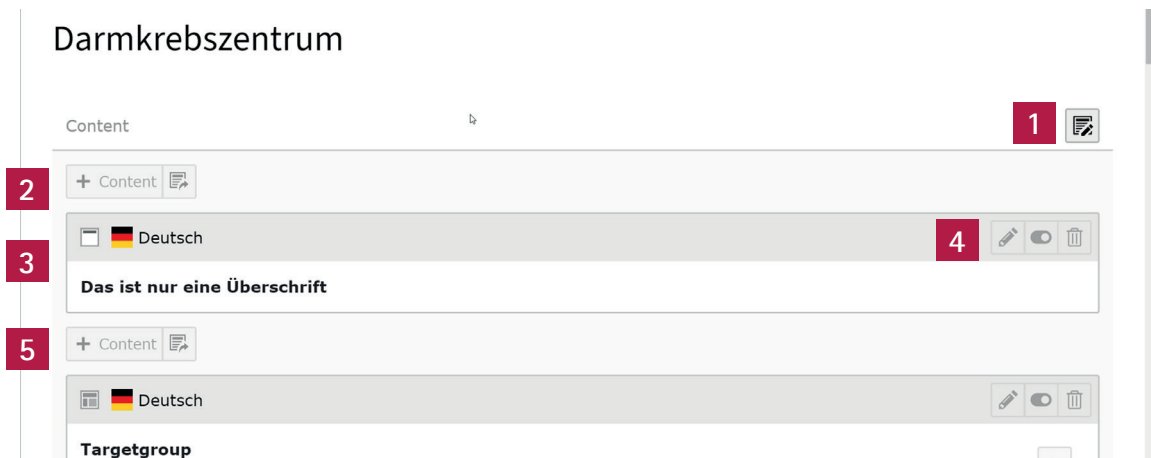 Darmkrebszentrum
Content
1
2
+ Content
Deutsch
4
3
Das ist nur eine Überschrift
5
+ Content
Deutsch
Targetgroup